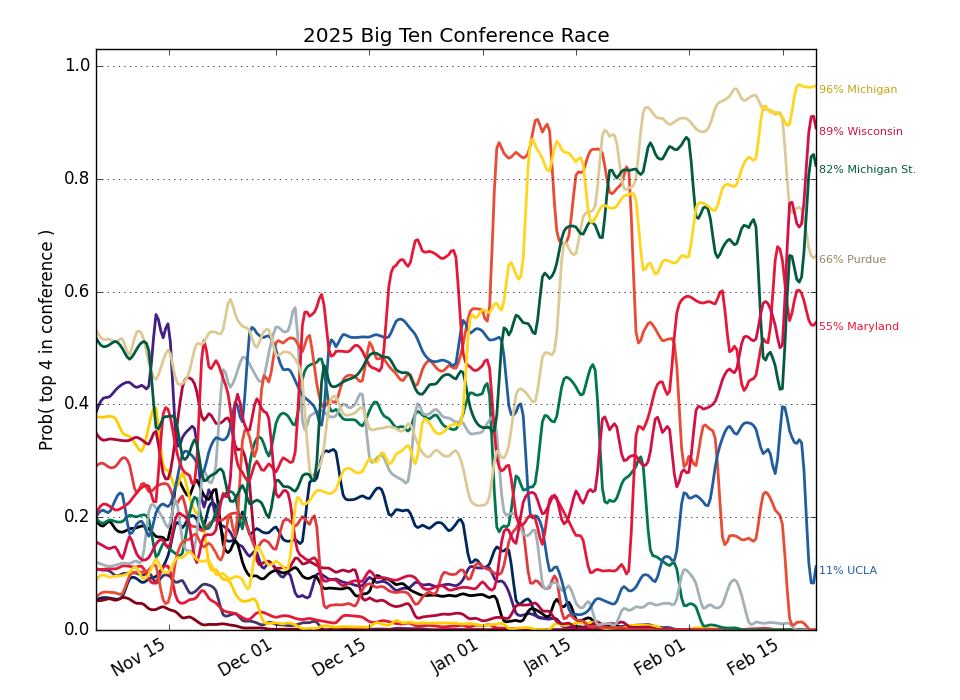 2025 Big Ten Conference Race
Prob( top 4 in conference )
1.0
0.8
0.6
0.4
0.2
0.0
96% Michigan
89% Wisconsin
82% Michigan St.
66% Purdue
55% Maryland
11% UCLA
Nov 15
Dec 01
Dec 15
Jan 01
Jan 15
Feb 01
Feb 15